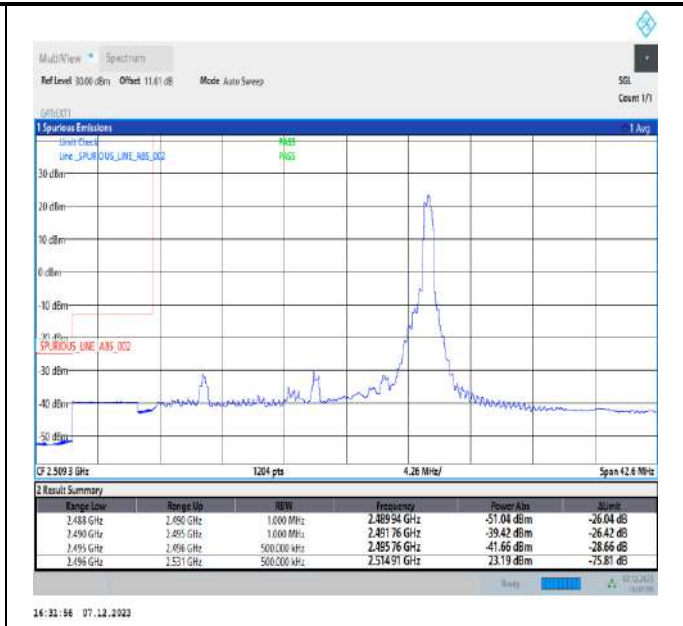 MultiView Spectrum
Ref Level 30.00 dBm Offset 11.61 dB Mode Auto Sweep SGL
Count 1/1
1 Spurious Emissions 1 Avg
Limit Check PASS
Line _SPURIOUS_LINE_ABS_002 PASS
30 dBm
20 dBm
10 dBm
0 dBm
-10 dBm
-20 dBm
_SPURIOUS_LINE_ABS_002
-30 dBm
-40 dBm
-50 dBm
CF 2.5093 GHz 1204 pts 4.26 MHz/ Span 42.6 MHz
2 Result Summary
Range Low Range Up RBW Frequency Power Abs ΔLimit
2.488 GHz 2.490 GHz 1.000 MHz 2.48994 GHz -51.04 dBm -26.04 dB
2.490 GHz 2.495 GHz 1.000 MHz 2.49176 GHz -39.42 dBm -26.42 dB
2.495 GHz 2.496 GHz 500.000 kHz 2.49576 GHz -41.66 dBm -28.66 dB
2.496 GHz 2.531 GHz 500.000 kHz 2.51491 GHz 23.19 dBm -75.81 dB
Ready 07.12.2023
16:31:56 07.12.2023